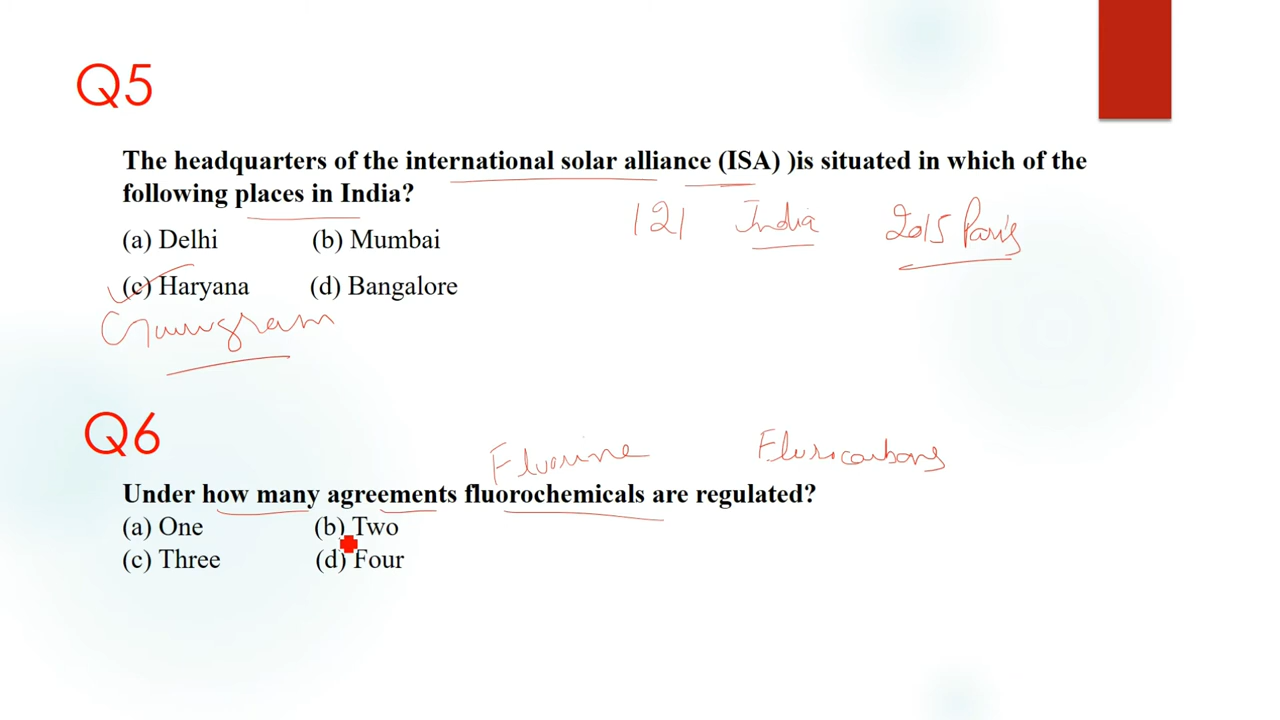 Q5
The headquarters of the international solar alliance (ISA) )is situated in which of the
following places in India?
121 India 2015 Paris
(a) Delhi (b) Mumbai
(c) Haryana (d) Bangalore
Gurugram
Q6
Fluorine Flurocarbons
Under how many agreements fluorochemicals are regulated?
(a) One (b) Two
(c) Three (d) Four